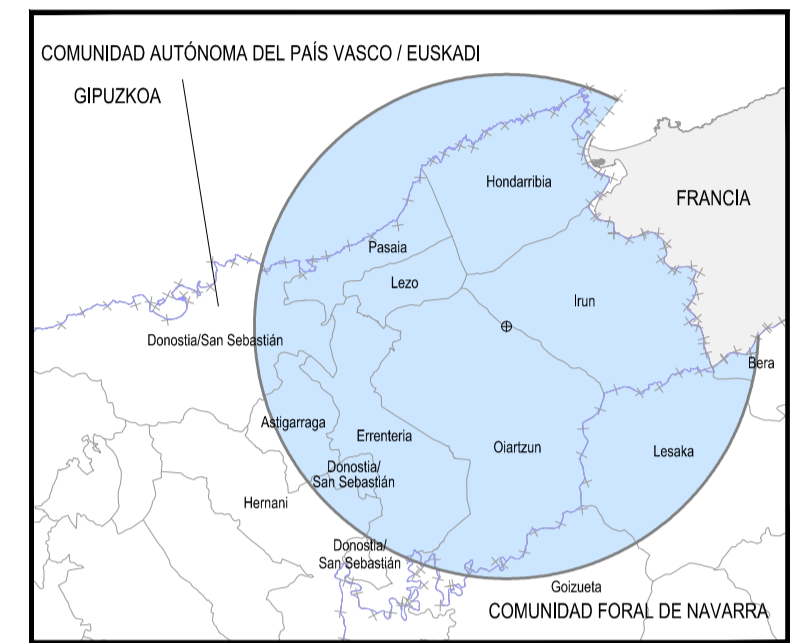 COMUNIDAD AUTÓNOMA DEL PAÍS VASCO / EUSKADI
GIPUZKOA
Hondarribia
FRANCIA
Pasaia
Lezo
Irun
Donostia/San Sebastián
Bera
Astigarraga
Errenteria
Oiartzun
Lesaka
Donostia/
San Sebastián
Hernani
Donostia/
San Sebastián
Goizueta
COMUNIDAD FORAL DE NAVARRA